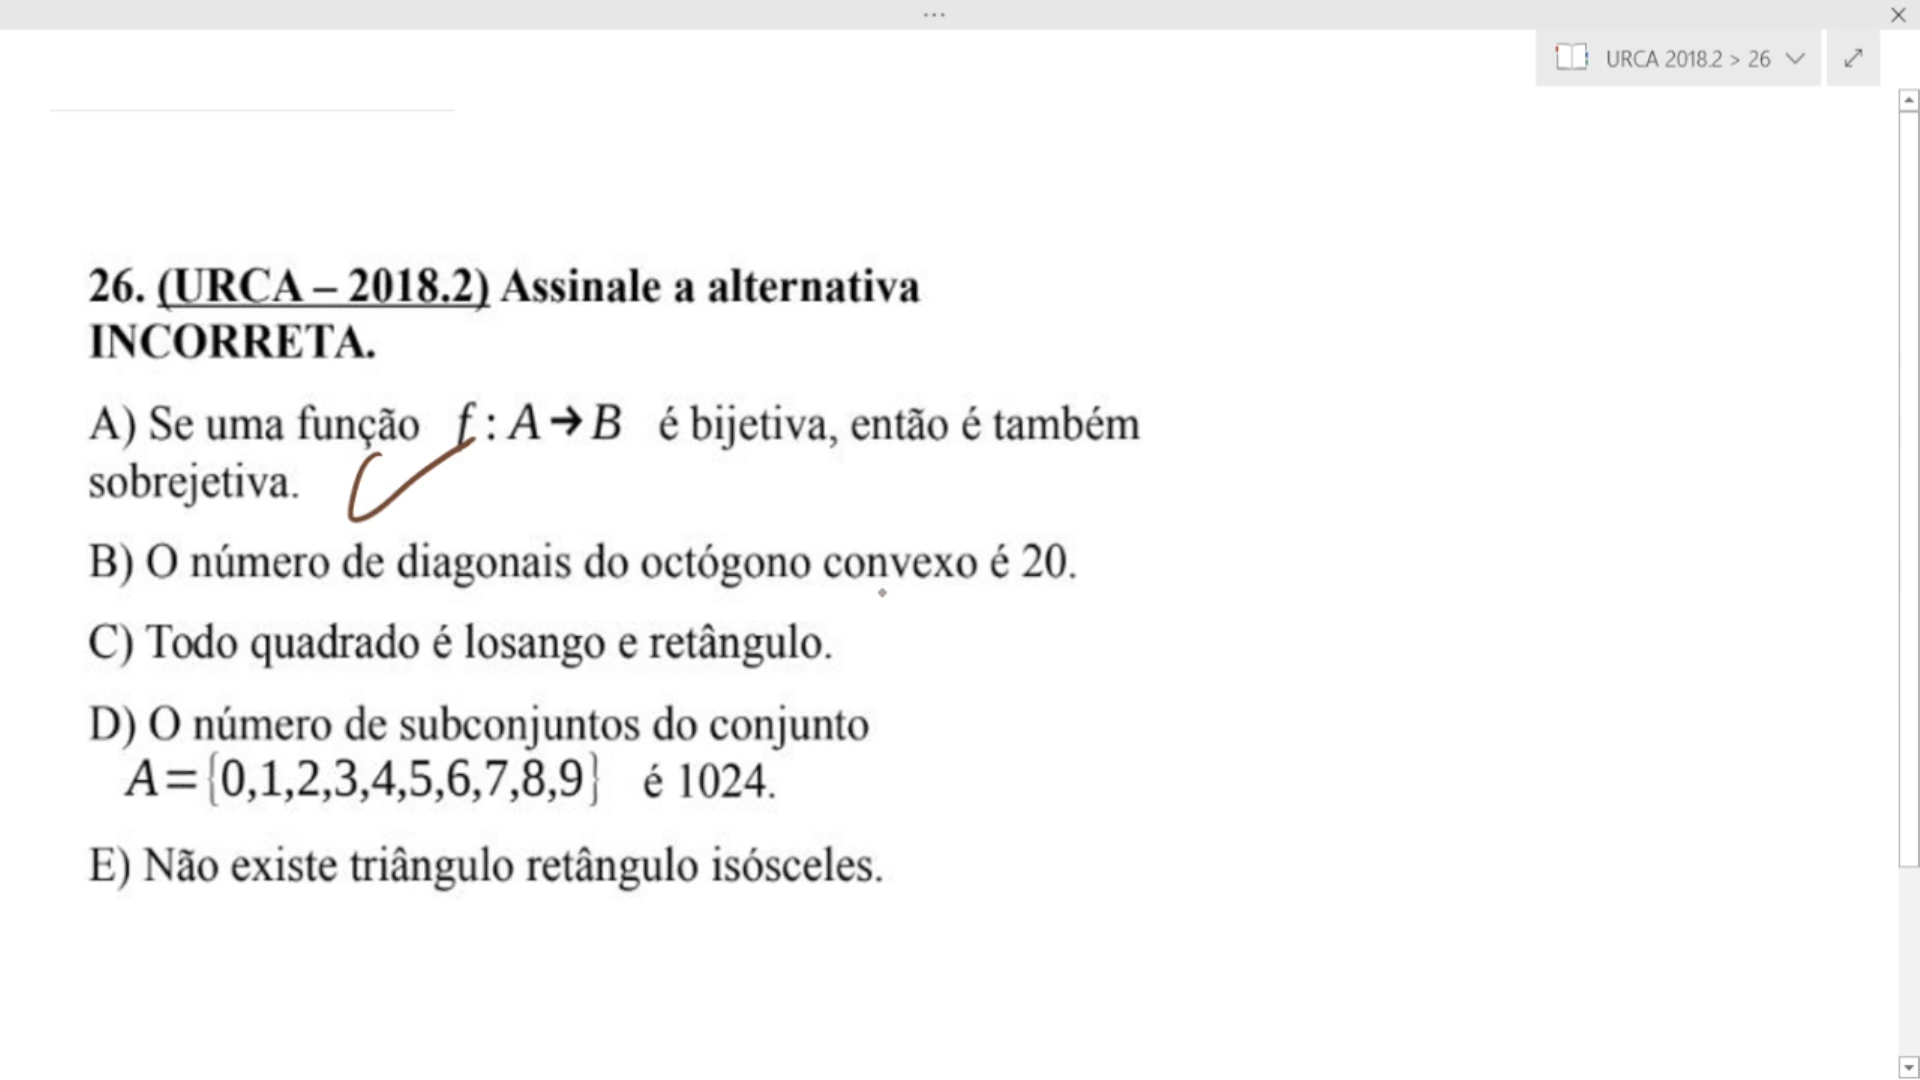 ...
URCA 2018.2 > 26
26. (URCA – 2018.2) Assinale a alternativa
INCORRETA.
A) Se uma função f : A → B é bijetiva, então é também
sobrejetiva.
B) O número de diagonais do octógono convexo é 20.
C) Todo quadrado é losango e retângulo.
D) O número de subconjuntos do conjunto
A={0,1,2,3,4,5,6,7,8,9} é 1024.
E) Não existe triângulo retângulo isósceles.